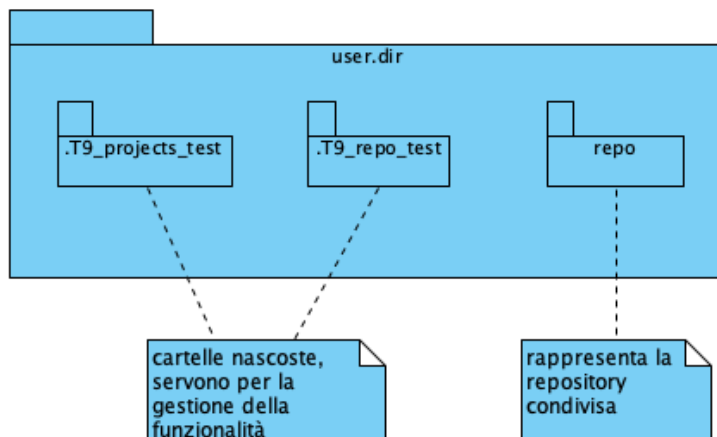 user.dir
.T9_projects_test
.T9_repo_test
repo
cartelle nascoste,
servono per la
gestione della
funzionalità
rappresenta la
repository
condivisa